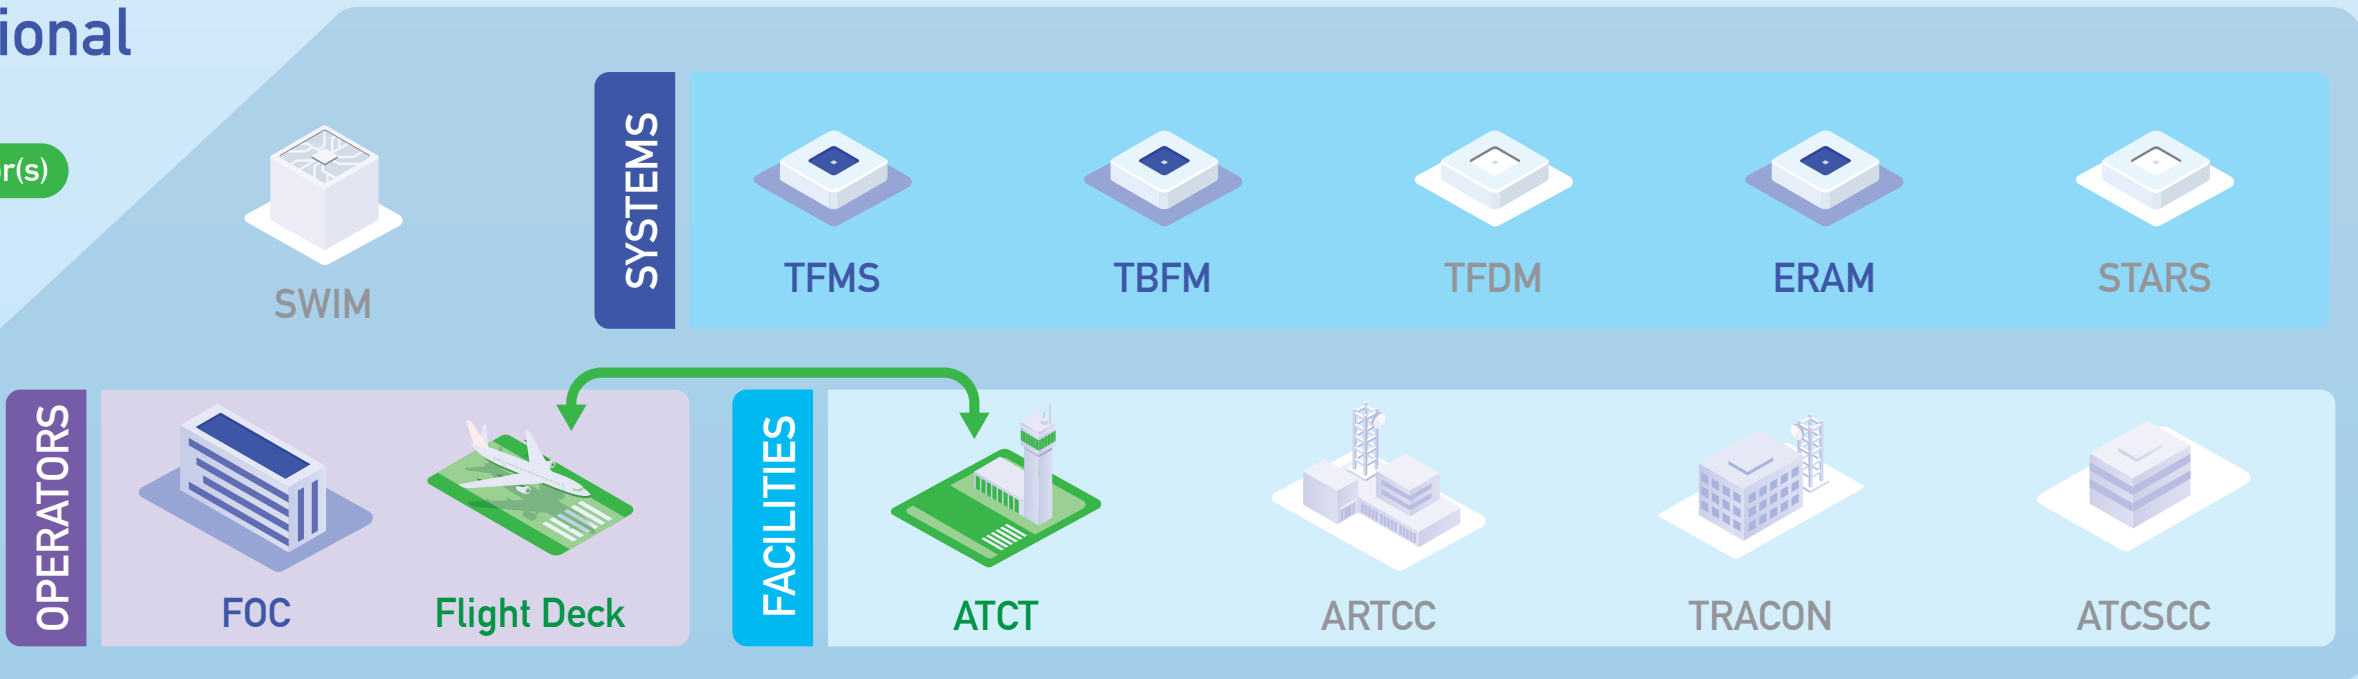 ional
r(s)
SWIM
SYSTEMS
TFMS
TBFM
TFDM
ERAM
STARS
OPERATORS
FOC
Flight Deck
FACILITIES
ATCT
ARTCC
TRACON
ATCSCC